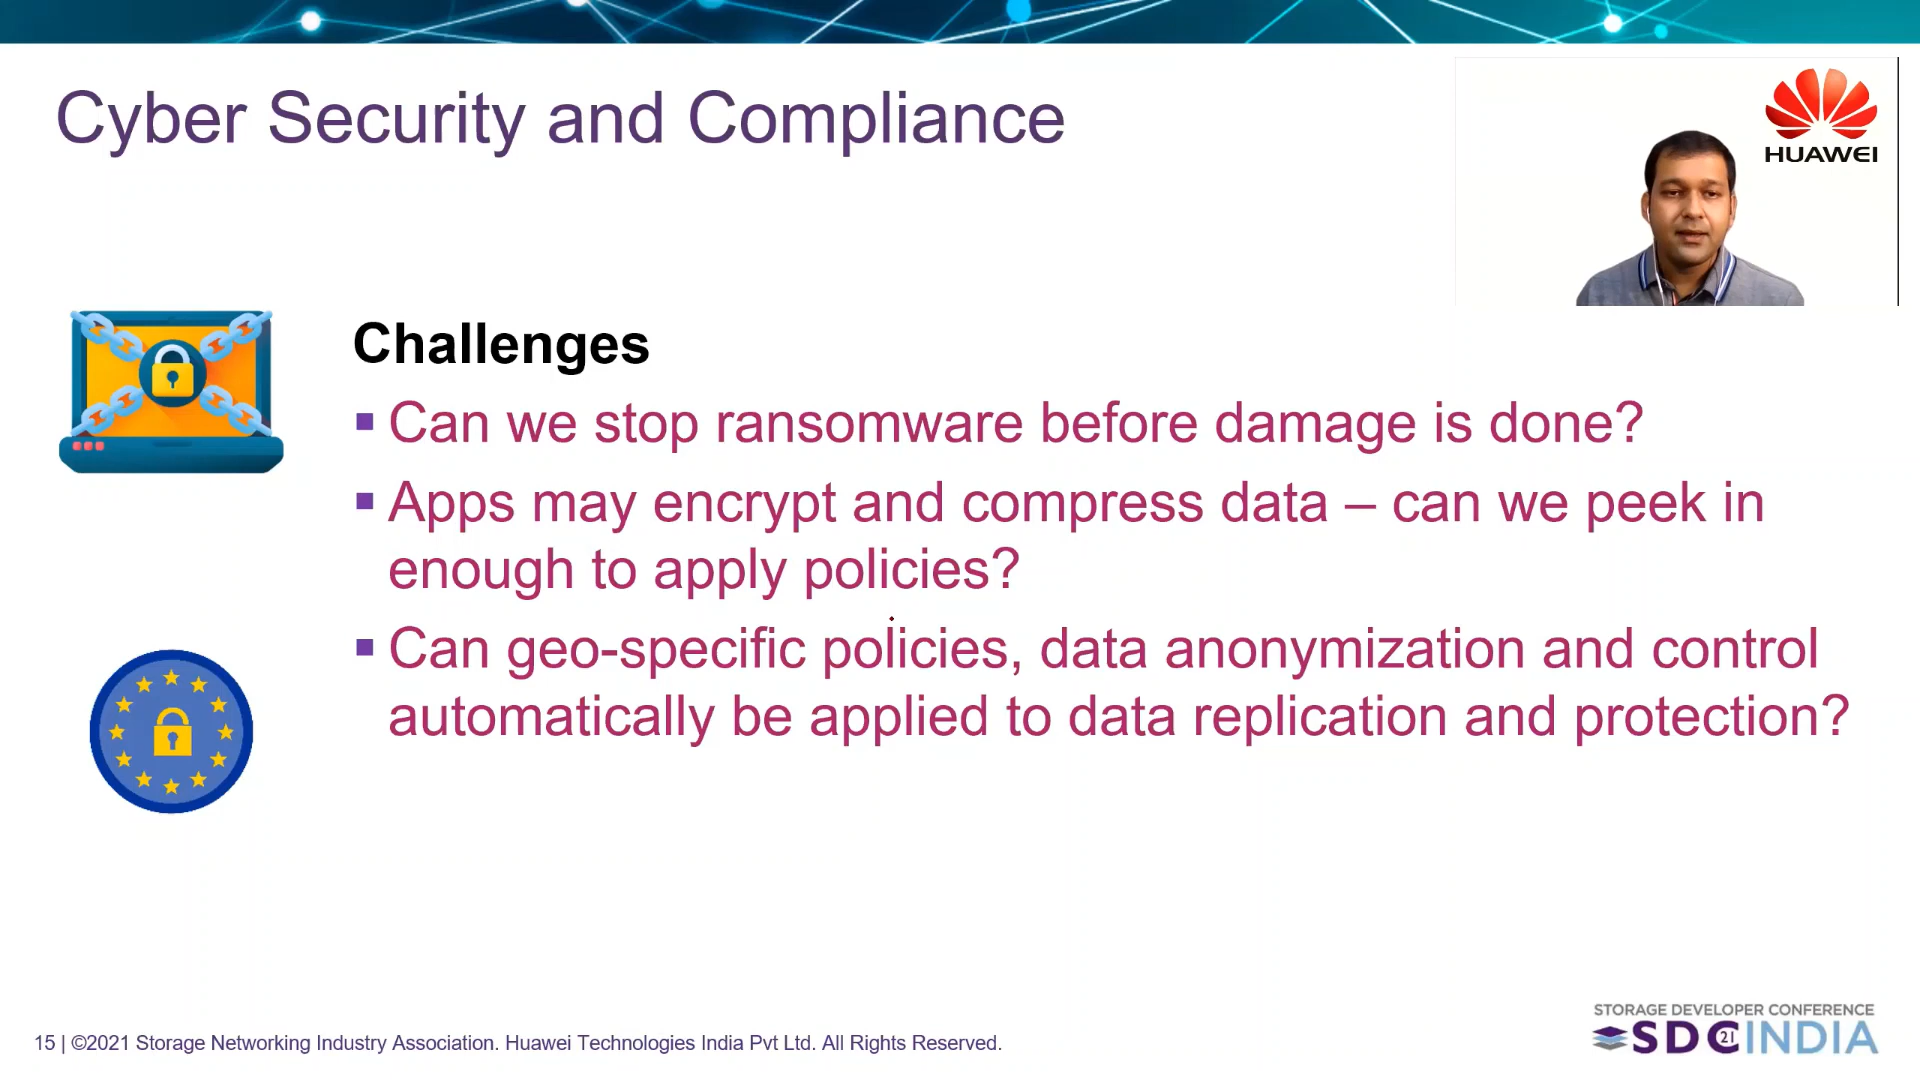 Cyber Security and Compliance
HUAWEI
Challenges
▪ Can we stop ransomware before damage is done?
▪ Apps may encrypt and compress data – can we peek in
enough to apply policies?
▪ Can geo-specific policies, data anonymization and control
automatically be applied to data replication and protection?
15 | ©2021 Storage Networking Industry Association. Huawei Technologies India Pvt Ltd. All Rights Reserved.
STORAGE DEVELOPER CONFERENCE
SDC 21 INDIA